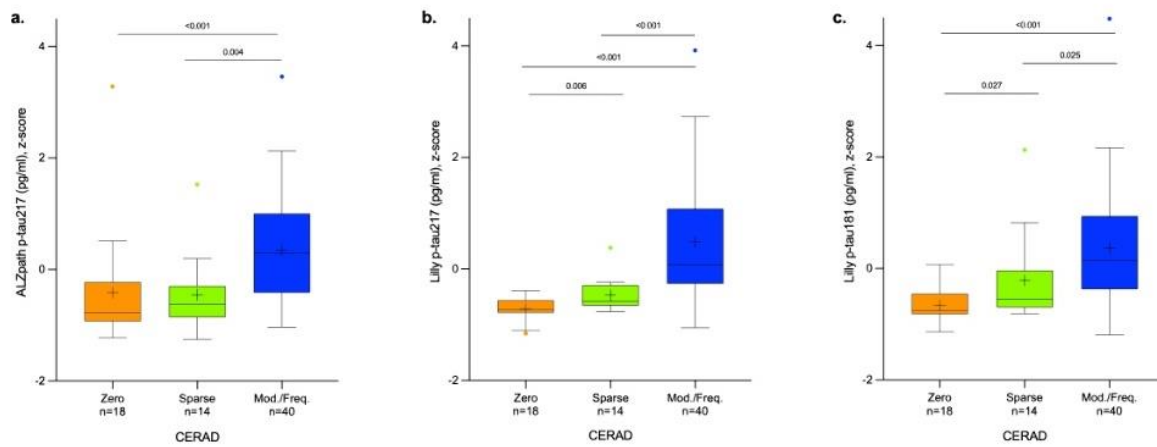 a.
<0.001
0.004
4
2
0
-2
ALZpath p-tau217 (pg/ml), z-score
Zero
n=18
Sparse
n=14
Mod./Freq.
n=40
CERAD
b.
<0.001
<0.001
0.006
4
2
0
-2
Lilly p-tau217 (pg/ml), z-score
Zero
n=18
Sparse
n=14
Mod./Freq.
n=40
CERAD
c.
<0.001
0.025
0.027
4
2
0
-2
Lilly p-tau181 (pg/ml), z-score
Zero
n=18
Sparse
n=14
Mod./Freq.
n=40
CERAD